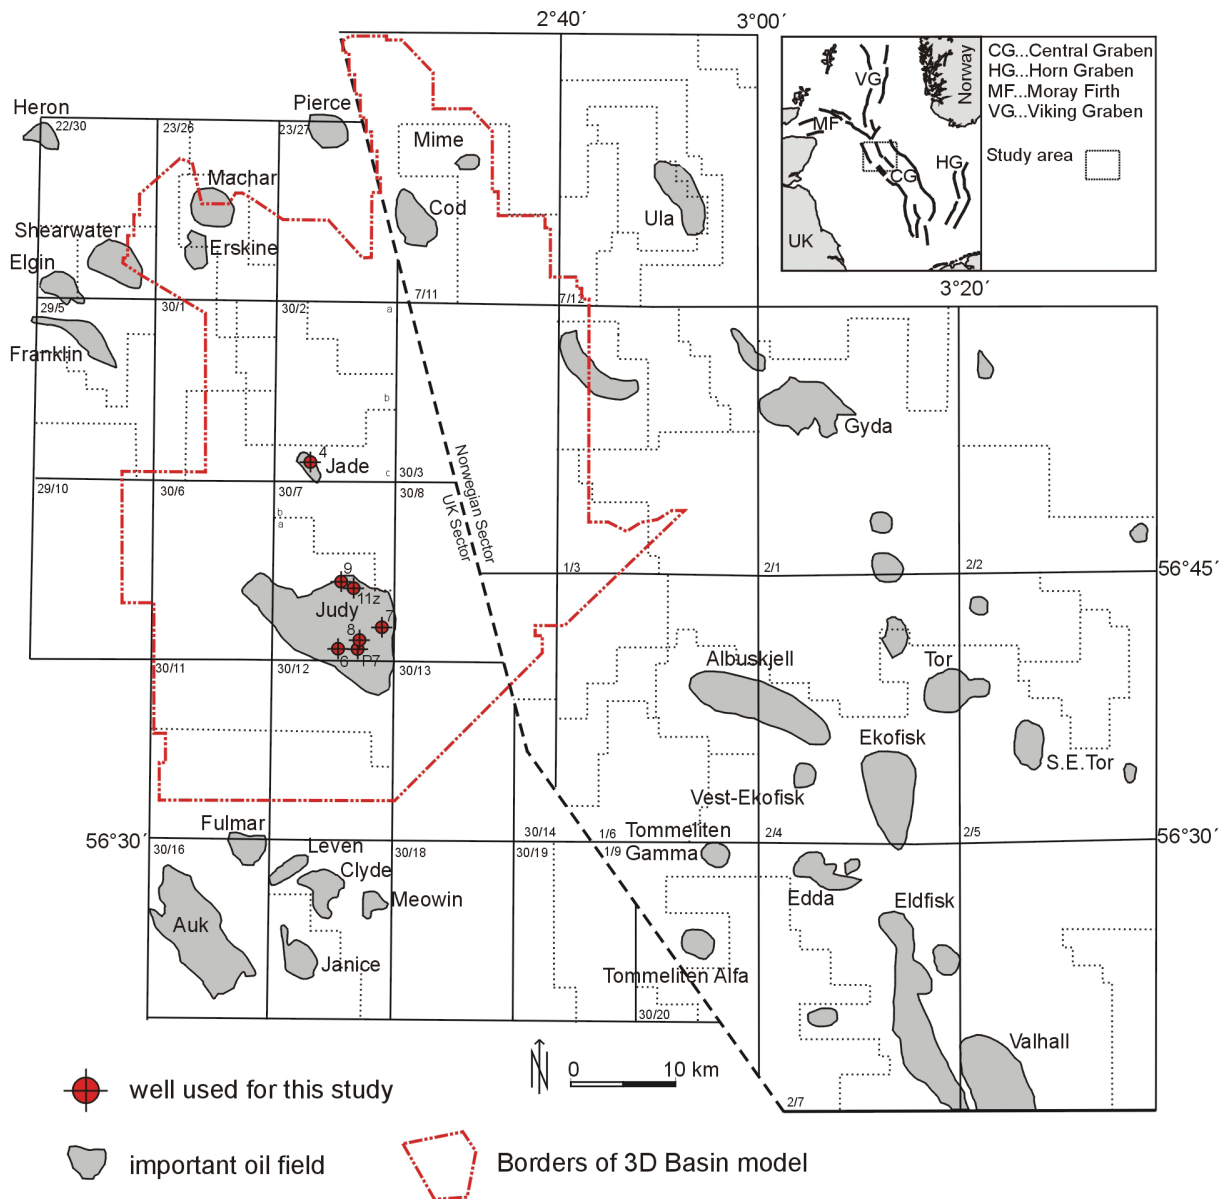 2°40´
3°00´
Norway
VG
MF
CG
HG
UK
CG...Central Graben
HG...Horn Graben
MF...Moray Firth
VG...Viking Graben
Study area
3°20´
Heron
22/30
23/26
23/27
Pierce
Mime
Machar
Cod
Ula
Shearwater
Erskine
Elgin
29/5
30/1
30/2
a
7/11
7/12
Franklin
b
Gyda
4
Jade
c
30/3
Norwegian Sector
UK Sector
29/10
30/6
30/7
30/8
b
a
1/3
2/1
2/2
56°45´
9
11z
Judy
7
8
6
P7
30/11
30/12
30/13
Albuskjell
Tor
Ekofisk
S.E.Tor
Vest-Ekofisk
Fulmar
56°30´
30/14
1/6
Tommeliten
Gamma
2/4
2/5
56°30´
30/16
Leven
30/18
30/19
1/9
Clyde
Meowin
Edda
Eldfisk
Auk
Janice
Tommeliten Alfa
30/20
Valhall
2/7
N
0
10 km
well used for this study
important oil field
Borders of 3D Basin model